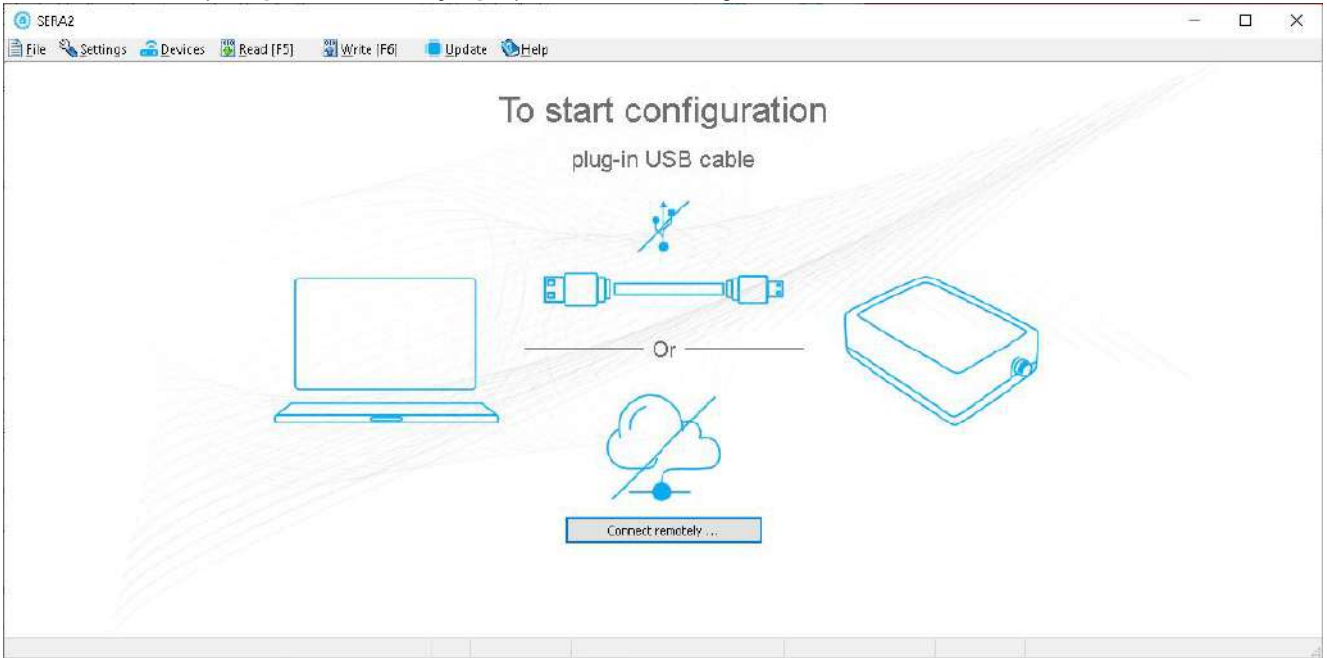 SERA2
File Settings Devices Read [F5] Write [F6] Update Help
To start configuration
plug-in USB cable
Or
Connect remotely ...